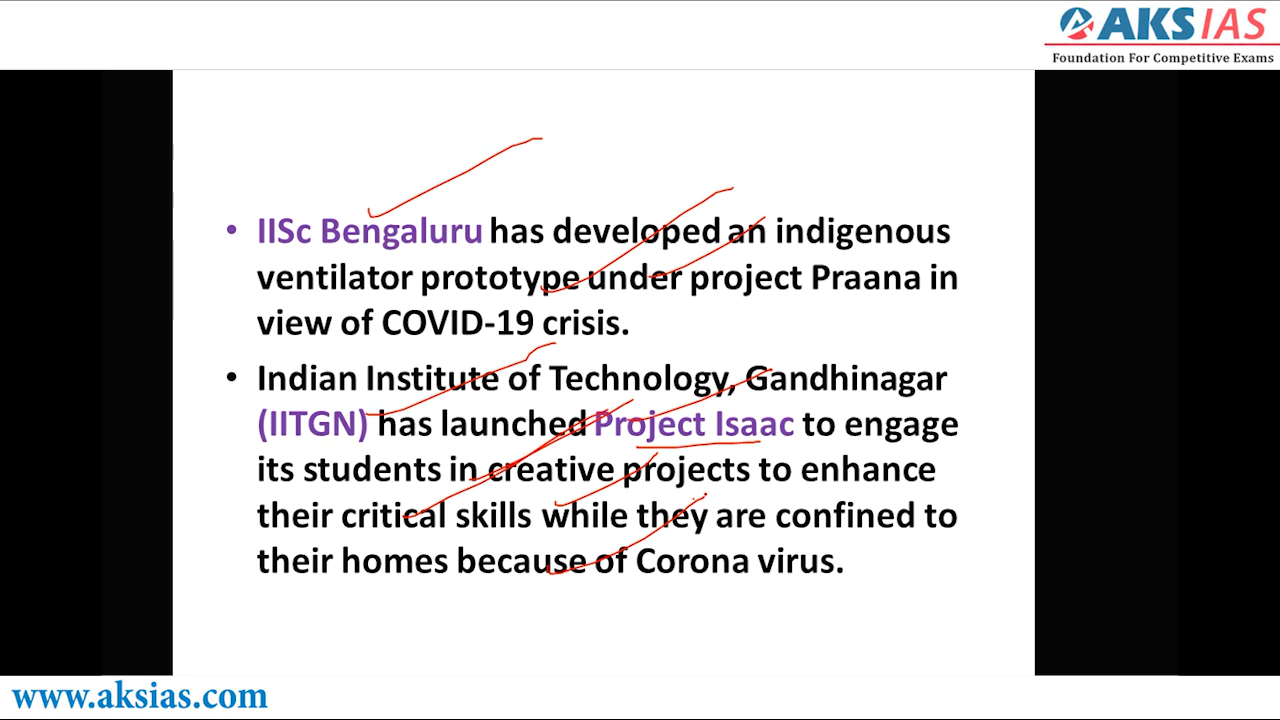 AKS IAS
Foundation For Competitive Exams
• IISc Bengaluru has developed an indigenous
ventilator prototype under project Praana in
view of COVID-19 crisis.
• Indian Institute of Technology, Gandhinagar
(IITGN) has launched Project Isaac to engage
its students in creative projects to enhance
their critical skills while they are confined to
their homes because of Corona virus.
www.aksias.com